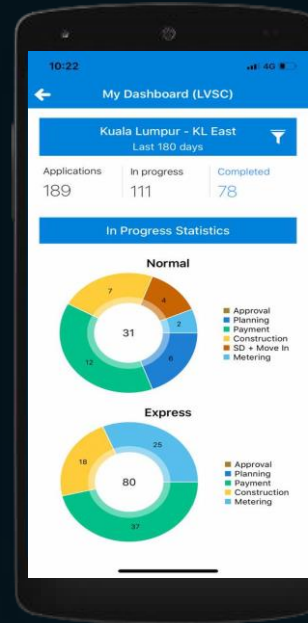 10:22
4G
My Dashboard (LVSC)
Kuala Lumpur - KL East
Last 180 days
Applications In progress Completed
189 111 78
In Progress Statistics
Normal
7
4
2
31
12
6
Approval
Planning
Payment
Construction
SD + Move In
Metering
Express
25
18
80
37
Approval
Planning
Payment
Construction
Metering